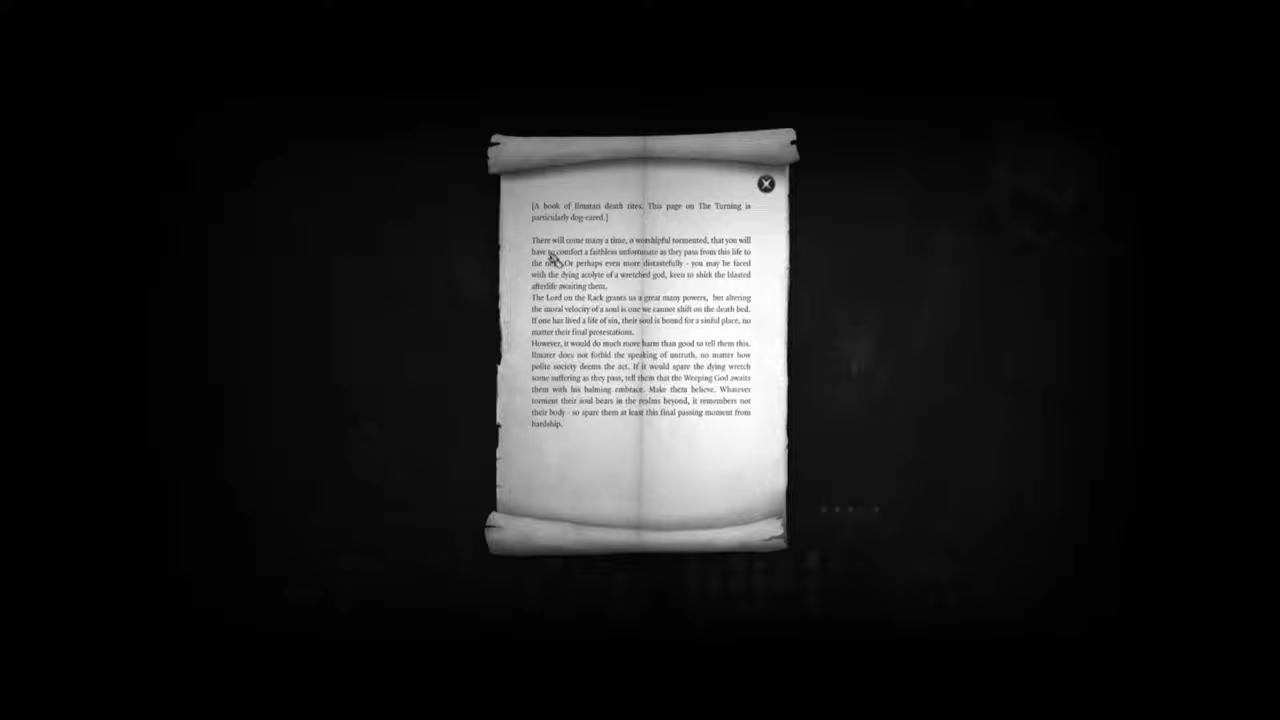 [A book of Ilmatari death rites. This page on The Turning is
particularly dog-eared.]
There will come many a time, o worshipful tormented, that you will
have to comfort a faithless unfortunate as they pass from this life to
the Or perhaps even more distastefully - you may be faced
with the dying acolyte of a wretched god, keen to shirk the blasted
afterlife awaiting them.
The Lord on the Rack grants us a great many powers, but altering
the moral velocity of a soul is one we cannot shift on the death bed.
If one has lived a life of sin, their soul is bound for a sinful place, no
matter their final protestations.
However, it would do much more harm than good to tell them this.
Ilmater does not forbid the speaking of untruth, no matter how
polite society deems the act. If it would spare the dying wretch
some suffering as they pass, tell them that the Weeping God awaits
them with his balming embrace. Make them believe. Whatever
torment their soul bears in the realms beyond, it remembers not
their body - so spare them at least this final passing moment from
hardship.